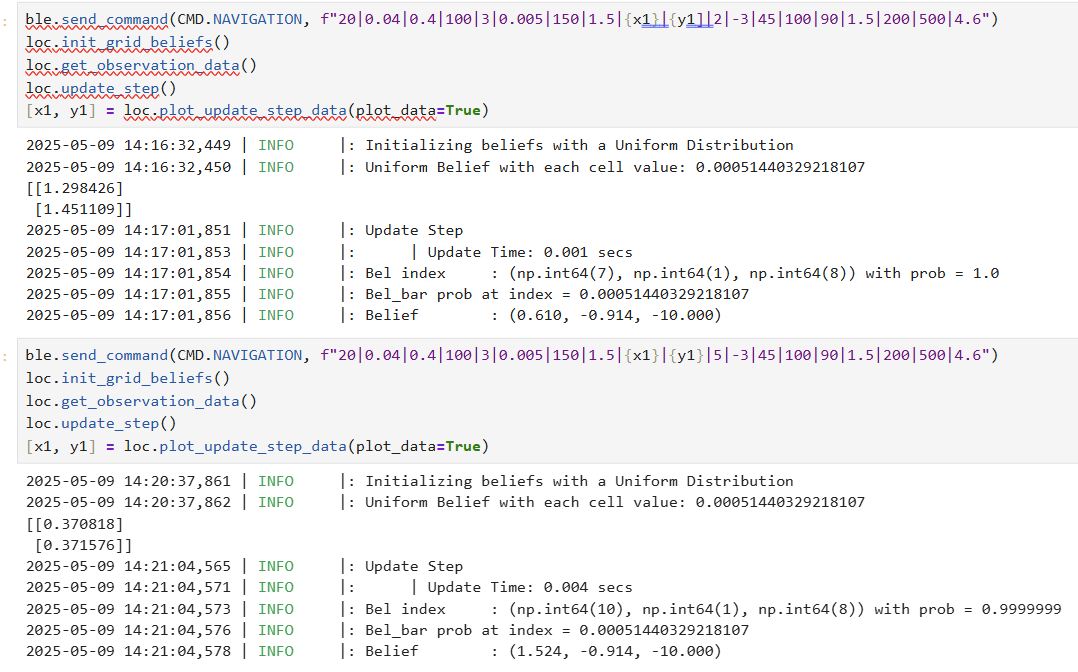 ble.send_command(CMD.NAVIGATION, f"20|0.04|0.4|100|3|0.005|150|1.5|{x1}|{y1]|2|-3|45|100|90|1.5|200|500|4.6")
loc.init_grid_beliefs()
loc.get_observation_data()
loc.update_step()
[x1, y1] = loc.plot_update_step_data(plot_data=True)
2025-05-09 14:16:32,449 | INFO     |: Initializing beliefs with a Uniform Distribution
2025-05-09 14:16:32,450 | INFO     |: Uniform Belief with each cell value: 0.00051440329218107
[[1.298426]
 [1.451109]]
2025-05-09 14:17:01,851 | INFO     |: Update Step
2025-05-09 14:17:01,853 | INFO     |:      | Update Time: 0.001 secs
2025-05-09 14:17:01,854 | INFO     |: Bel index     : (np.int64(7), np.int64(1), np.int64(8)) with prob = 1.0
2025-05-09 14:17:01,855 | INFO     |: Bel_bar prob at index = 0.00051440329218107
2025-05-09 14:17:01,856 | INFO     |: Belief        : (0.610, -0.914, -10.000)
ble.send_command(CMD.NAVIGATION, f"20|0.04|0.4|100|3|0.005|150|1.5|{x1}|{y1}|5|-3|45|100|90|1.5|200|500|4.6")
loc.init_grid_beliefs()
loc.get_observation_data()
loc.update_step()
[x1, y1] = loc.plot_update_step_data(plot_data=True)
2025-05-09 14:20:37,861 | INFO     |: Initializing beliefs with a Uniform Distribution
2025-05-09 14:20:37,862 | INFO     |: Uniform Belief with each cell value: 0.00051440329218107
[[0.370818]
 [0.371576]]
2025-05-09 14:21:04,565 | INFO     |: Update Step
2025-05-09 14:21:04,571 | INFO     |:      | Update Time: 0.004 secs
2025-05-09 14:21:04,573 | INFO     |: Bel index     : (np.int64(10), np.int64(1), np.int64(8)) with prob = 0.9999999
2025-05-09 14:21:04,576 | INFO     |: Bel_bar prob at index = 0.00051440329218107
2025-05-09 14:21:04,578 | INFO     |: Belief        : (1.524, -0.914, -10.000)